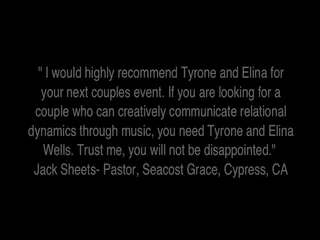 " I would highly recommend Tyrone and Elina for
your next couples event. If you are looking for a
couple who can creatively communicate relational
dynamics through music, you need Tyrone and Elina
Wells. Trust me, you will not be disappointed."
Jack Sheets- Pastor, Seacost Grace, Cypress, CA